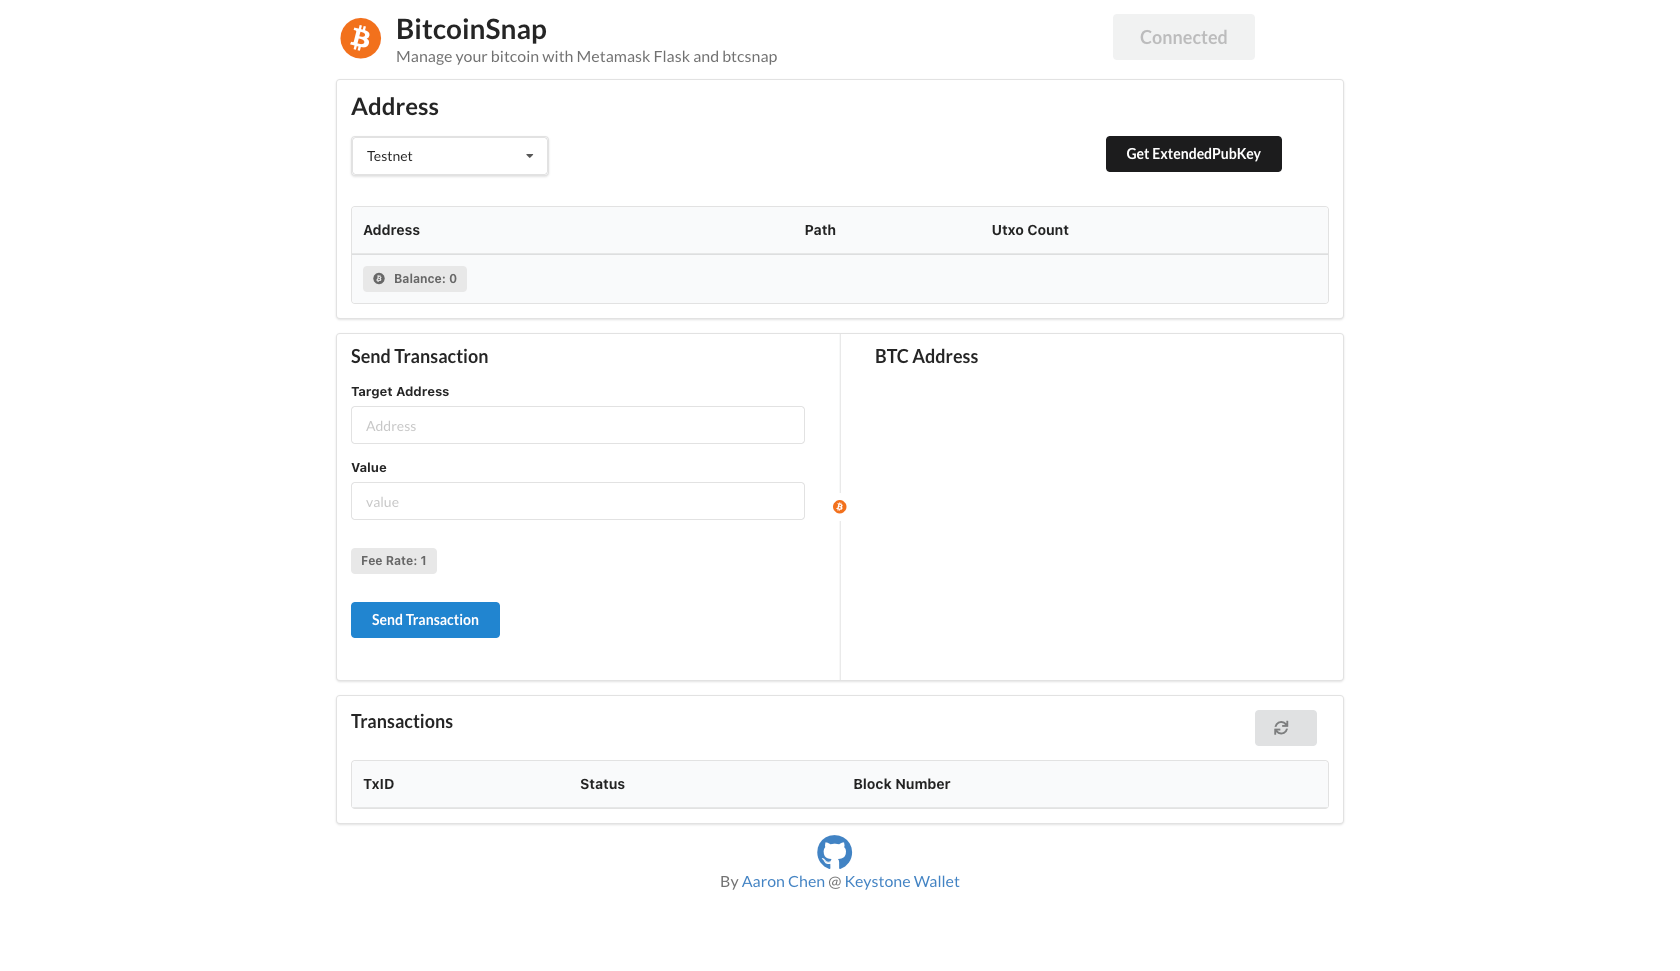 BitcoinSnap
Manage your bitcoin with Metamask Flask and btcsnap
Connected
Address
Testnet
Get ExtendedPubKey
Address Path Utxo Count
Balance: 0
Send Transaction
Target Address
Address
Value
value
Fee Rate: 1
Send Transaction
BTC Address
Transactions
TxID Status Block Number
By Aaron Chen @ Keystone Wallet